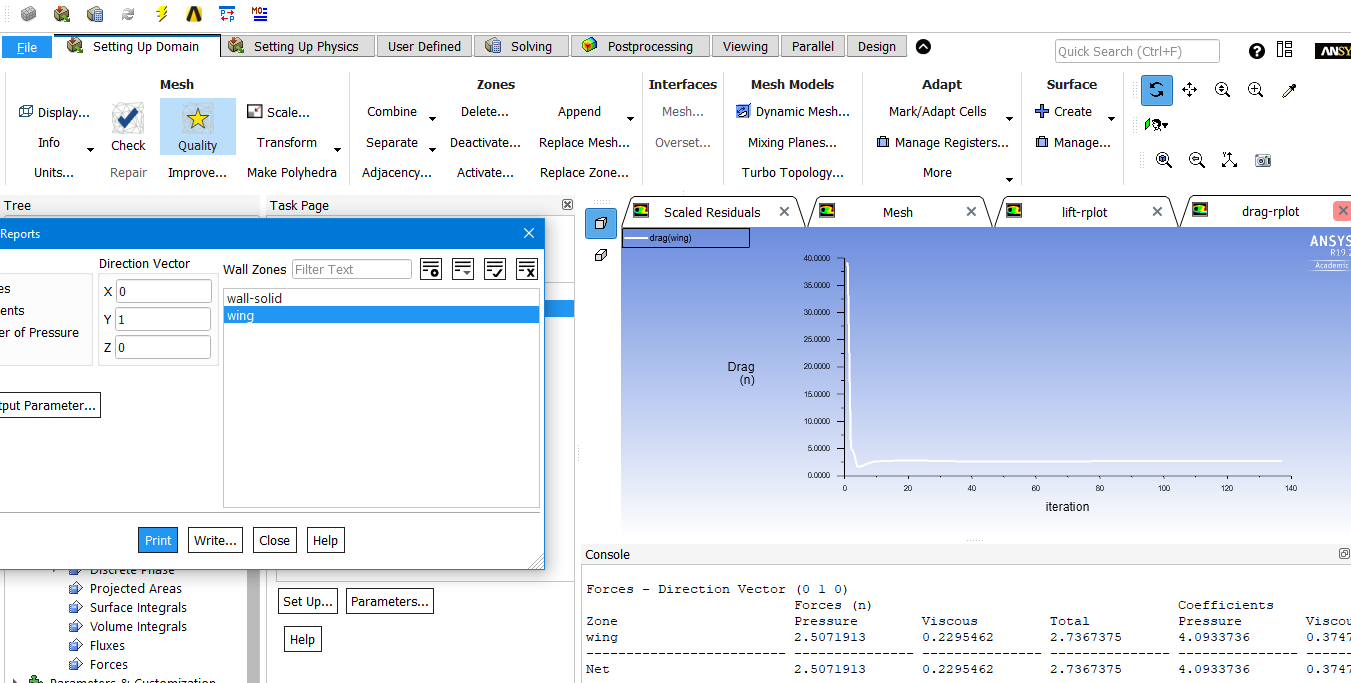 File Setting Up Domain Setting Up Physics User Defined Solving Postprocessing Viewing Parallel Design Quick Search (Ctrl+F)
Mesh Zones Interfaces Mesh Models Adapt Surface
Display... Scale... Combine Delete... Append Mesh... Dynamic Mesh... Mark/Adapt Cells Create
Info Check Quality Transform Separate Deactivate... Replace Mesh... Overset... Mixing Planes... Manage Registers... Manage...
Units... Repair Improve... Make Polyhedra Adjacency... Activate... Replace Zone... Turbo Topology... More
Tree Task Page
Scaled Residuals Mesh lift-rplot drag-rplot
Reports
Direction Vector
Wall Zones Filter Text
X 0
Y 1
Z 0
er of Pressure
wall-solid
wing
tput Parameter...
Print Write... Close Help
Discrete Phase
Projected Areas
Surface Integrals
Volume Integrals
Fluxes
Forces
Parameters & Customization
Set Up... Parameters...
Help
drag(wing)
ANSYS
R19.2
Academic
40.0000
35.0000
30.0000
25.0000
20.0000
15.0000
10.0000
5.0000
0.0000
Drag
(n)
0 20 40 60 80 100 120 140
iteration
Console
Forces - Direction Vector (0 1 0)
Forces (n) Coefficients
Zone Pressure Viscous Total Pressure Viscou
wing 2.5071913 0.2295462 2.7367375 4.0933736 0.3747
Net 2.5071913 0.2295462 2.7367375 4.0933736 0.3747